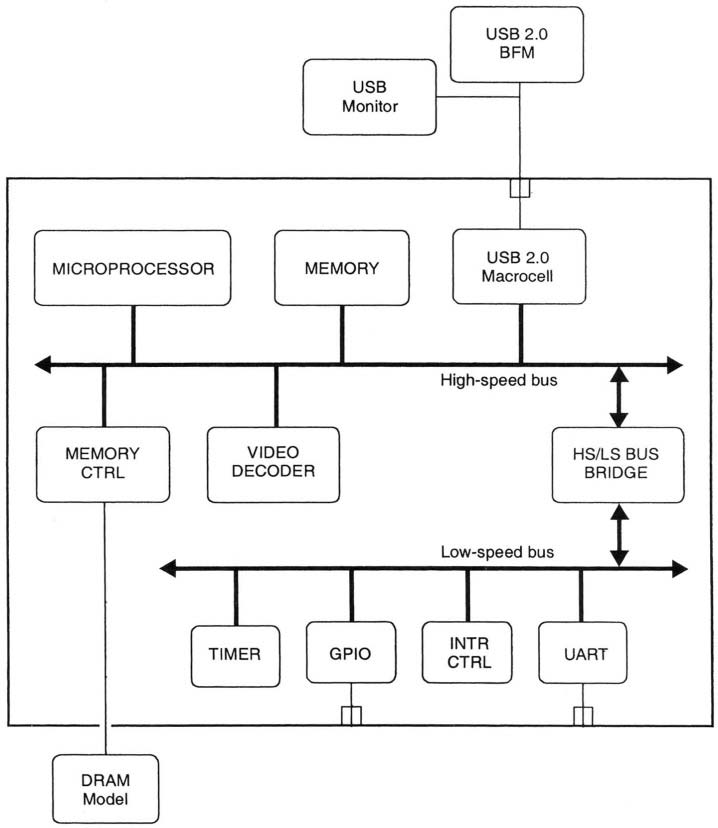 USB 2.0
BFM
USB
Monitor
MICROPROCESSOR
MEMORY
USB 2.0
Macrocell
High-speed bus
MEMORY
CTRL
VIDEO
DECODER
HS/LS BUS
BRIDGE
Low-speed bus
TIMER
GPIO
INTR
CTRL
UART
DRAM
Model